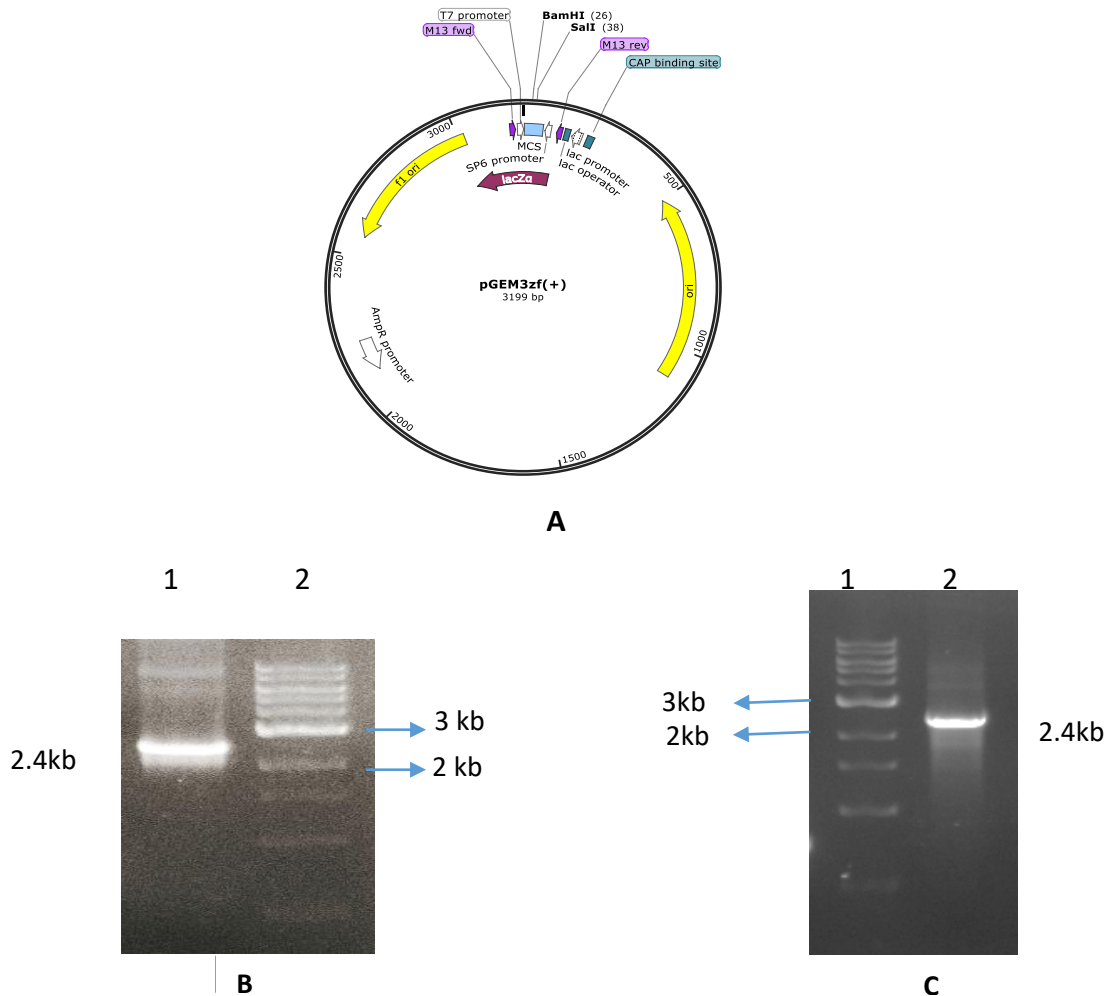 T7 promoter
BamHI (26)
SalI (38)
M13 fwd
M13 rev
CAP binding site
3000
MCS
SP6 promoter
lac promoter
lac operator
lacZα
500
f1 ori
2500
pGEM3zf(+)
3199 bp
ori
AmpR promoter
1000
2000
1500
A
1 2
1 2
3 kb
2 kb
2.4kb
3kb
2kb
2.4kb
B
C